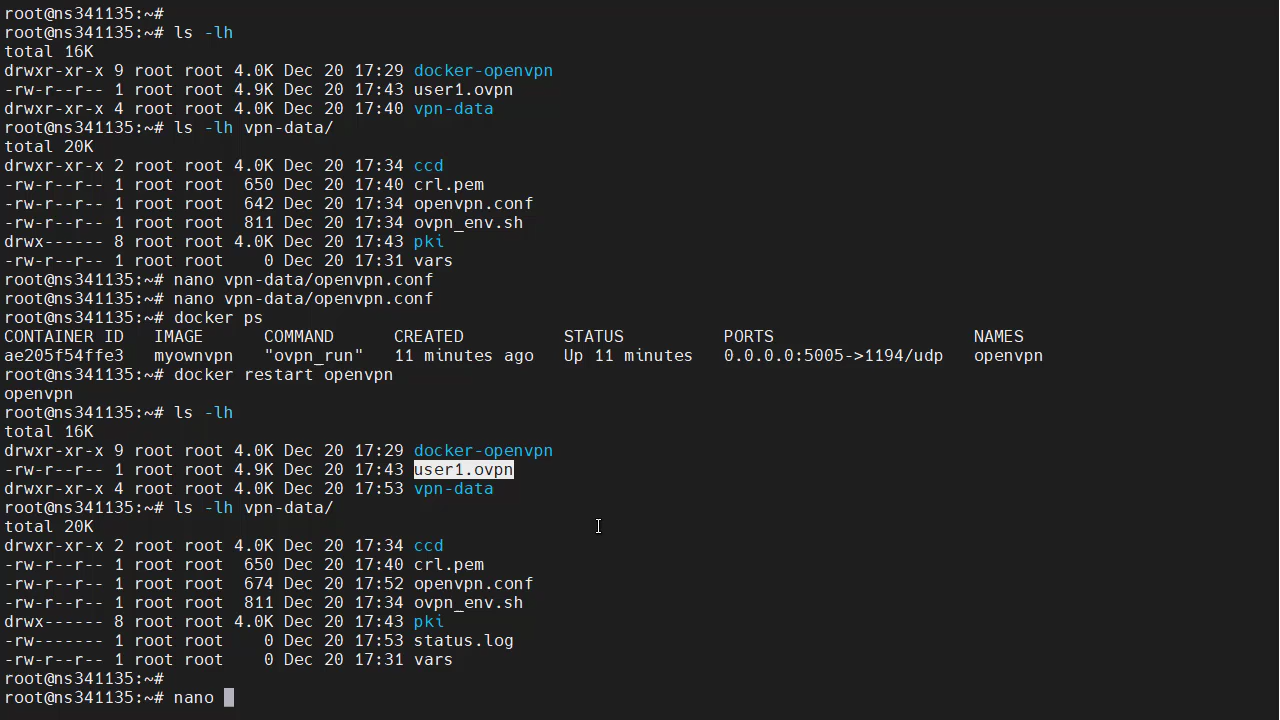 root@ns341135:~#
root@ns341135:~# ls -lh
total 16K
drwxr-xr-x 9 root root 4.0K Dec 20 17:29 docker-openvpn
-rw-r--r-- 1 root root 4.9K Dec 20 17:43 user1.ovpn
drwxr-xr-x 4 root root 4.0K Dec 20 17:40 vpn-data
root@ns341135:~# ls -lh vpn-data/
total 20K
drwxr-xr-x 2 root root 4.0K Dec 20 17:34 ccd
-rw-r--r-- 1 root root  650 Dec 20 17:40 crl.pem
-rw-r--r-- 1 root root  642 Dec 20 17:34 openvpn.conf
-rw-r--r-- 1 root root  811 Dec 20 17:34 ovpn_env.sh
drwx------ 8 root root 4.0K Dec 20 17:43 pki
-rw-r--r-- 1 root root    0 Dec 20 17:31 vars
root@ns341135:~# nano vpn-data/openvpn.conf
root@ns341135:~# nano vpn-data/openvpn.conf
root@ns341135:~# docker ps
CONTAINER ID   IMAGE      COMMAND    CREATED          STATUS          PORTS                    NAMES
ae205f54ffe3   myownvpn   "ovpn_run"   11 minutes ago   Up 11 minutes   0.0.0.0:5005->1194/udp   openvpn
root@ns341135:~# docker restart openvpn
openvpn
root@ns341135:~# ls -lh
total 16K
drwxr-xr-x 9 root root 4.0K Dec 20 17:29 docker-openvpn
-rw-r--r-- 1 root root 4.9K Dec 20 17:43 user1.ovpn
drwxr-xr-x 4 root root 4.0K Dec 20 17:53 vpn-data
root@ns341135:~# ls -lh vpn-data/
total 20K
drwxr-xr-x 2 root root 4.0K Dec 20 17:34 ccd
-rw-r--r-- 1 root root  650 Dec 20 17:40 crl.pem
-rw-r--r-- 1 root root  674 Dec 20 17:52 openvpn.conf
-rw-r--r-- 1 root root  811 Dec 20 17:34 ovpn_env.sh
drwx------ 8 root root 4.0K Dec 20 17:43 pki
-rw------- 1 root root    0 Dec 20 17:53 status.log
-rw-r--r-- 1 root root    0 Dec 20 17:31 vars
root@ns341135:~#
root@ns341135:~# nano